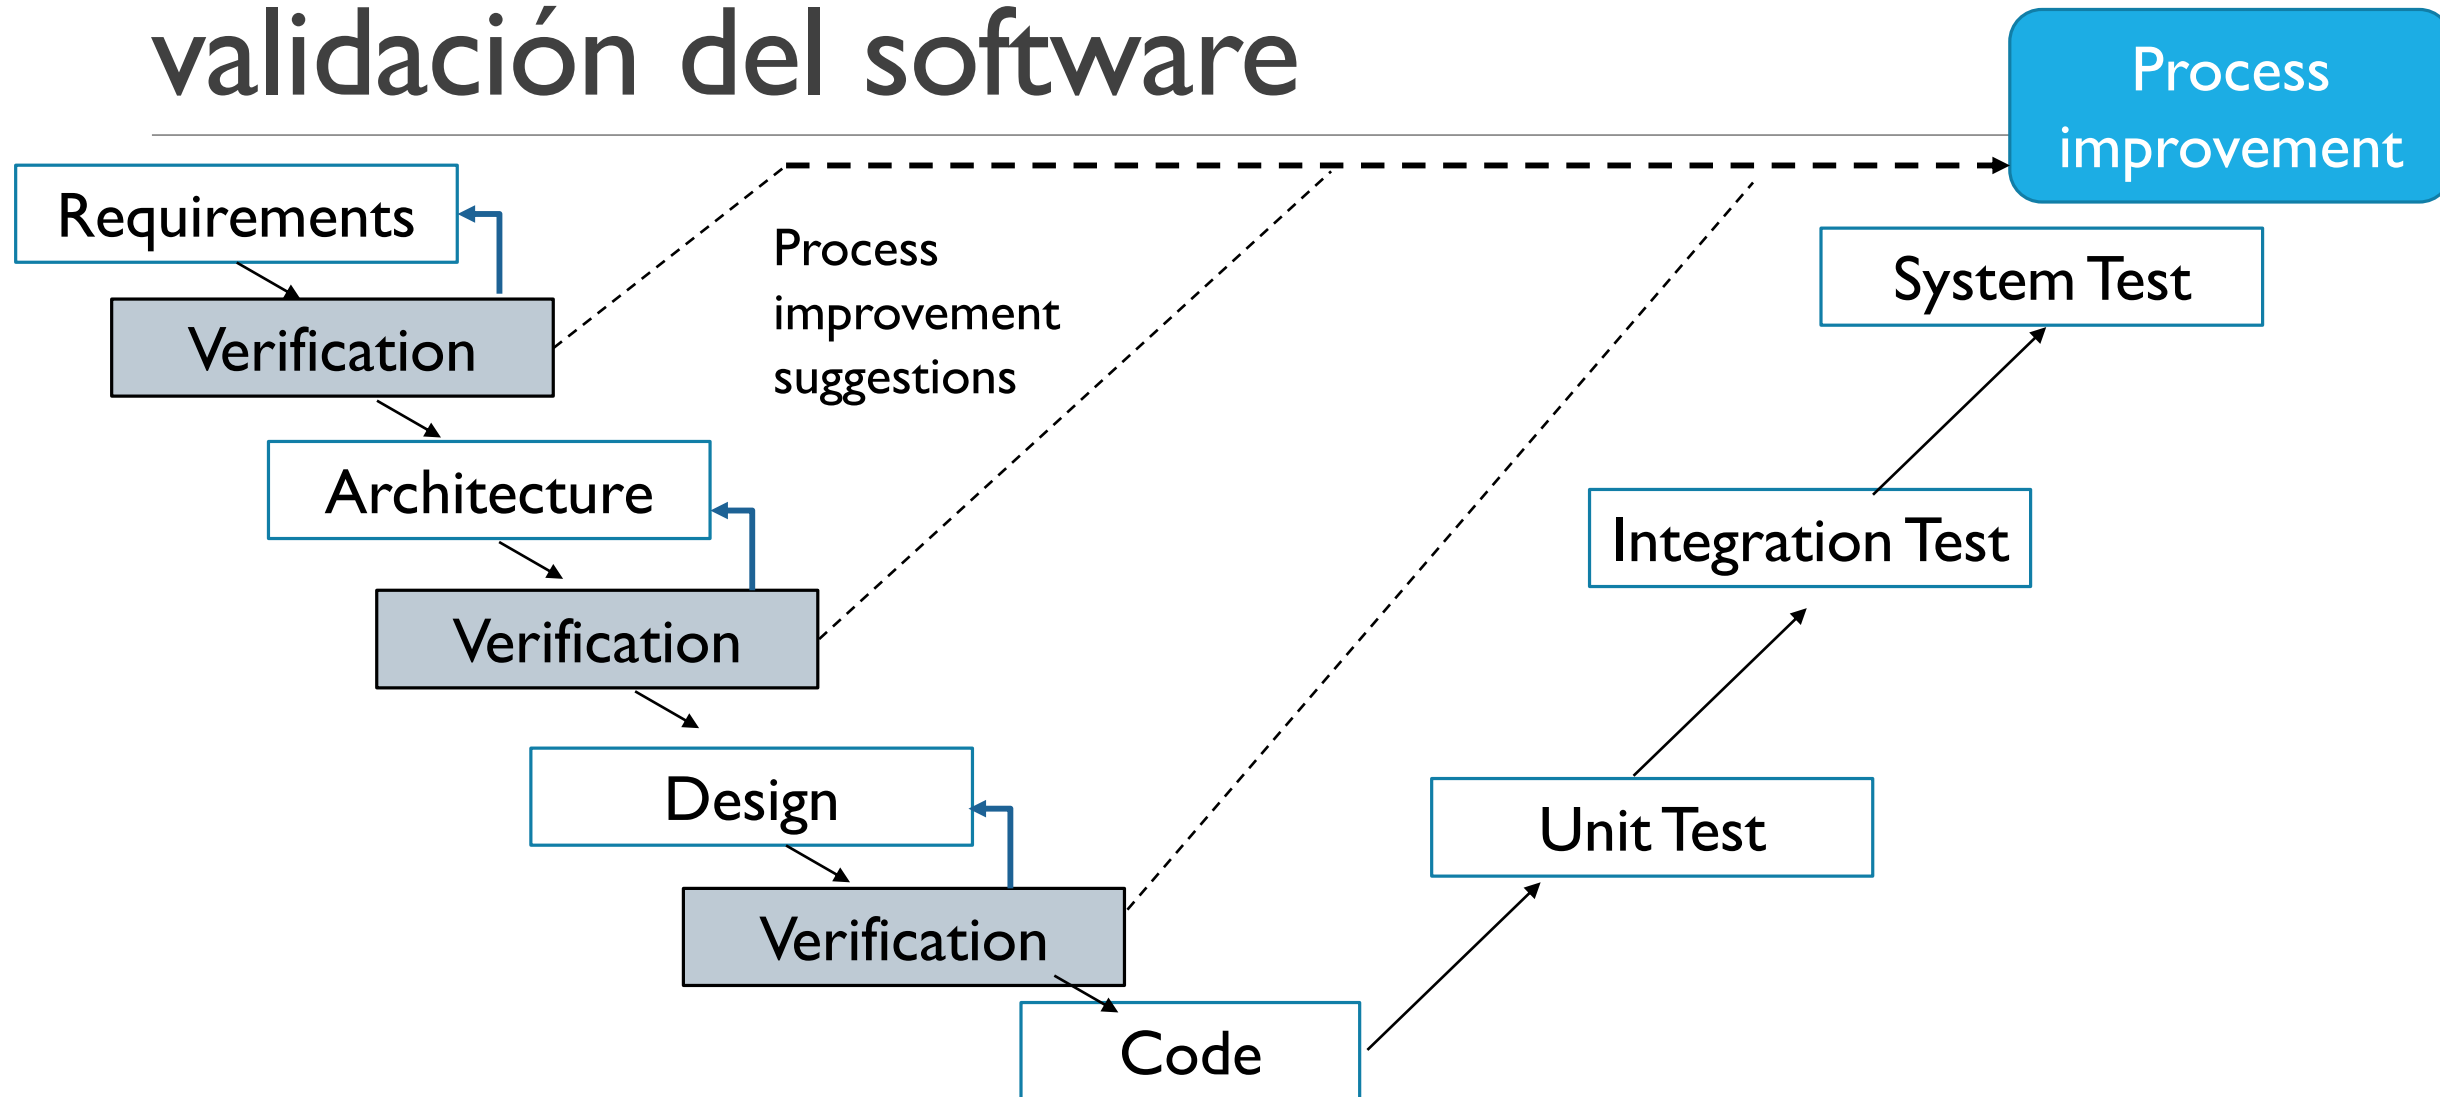 validación del software
Process
improvement
Requirements
Process
improvement
suggestions
System Test
Verification
Architecture
Integration Test
Verification
Design
Unit Test
Verification
Code